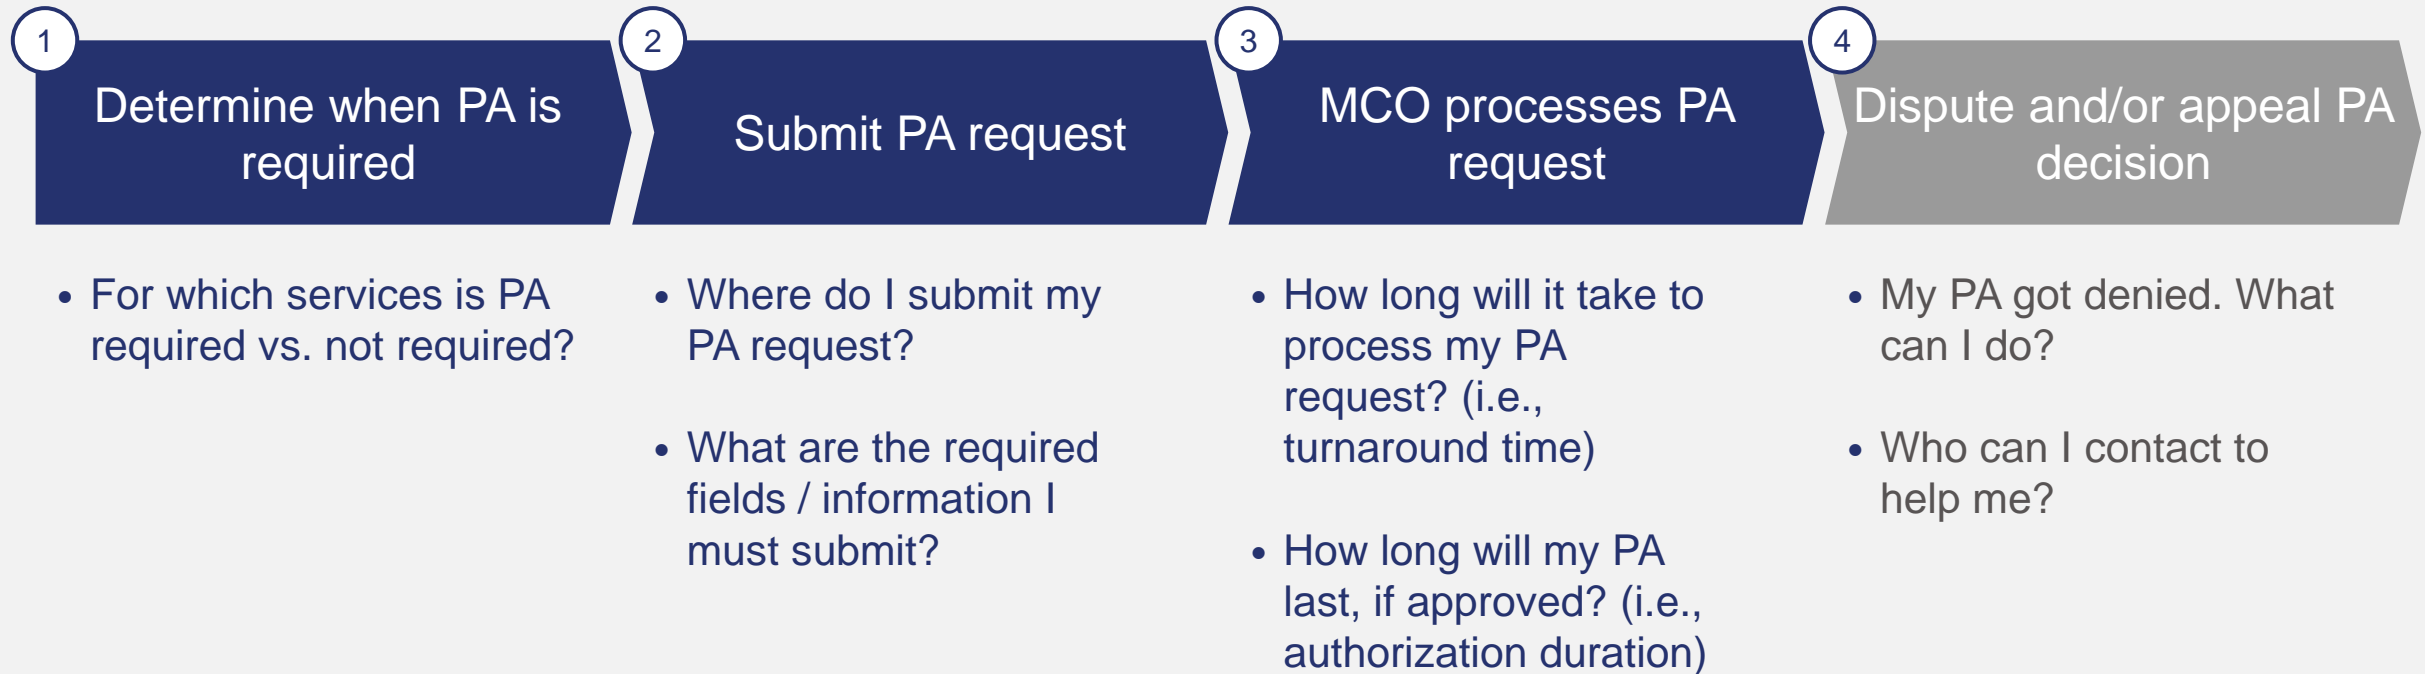 1
Determine when PA is
required
• For which services is PA
required vs. not required?
2
Submit PA request
• Where do I submit my
PA request?
• What are the required
fields / information I
must submit?
3
MCO processes PA
request
• How long will it take to
process my PA
request? (i.e.,
turnaround time)
• How long will my PA
last, if approved? (i.e.,
authorization duration)
4
Dispute and/or appeal PA
decision
• My PA got denied. What
can I do?
• Who can I contact to
help me?